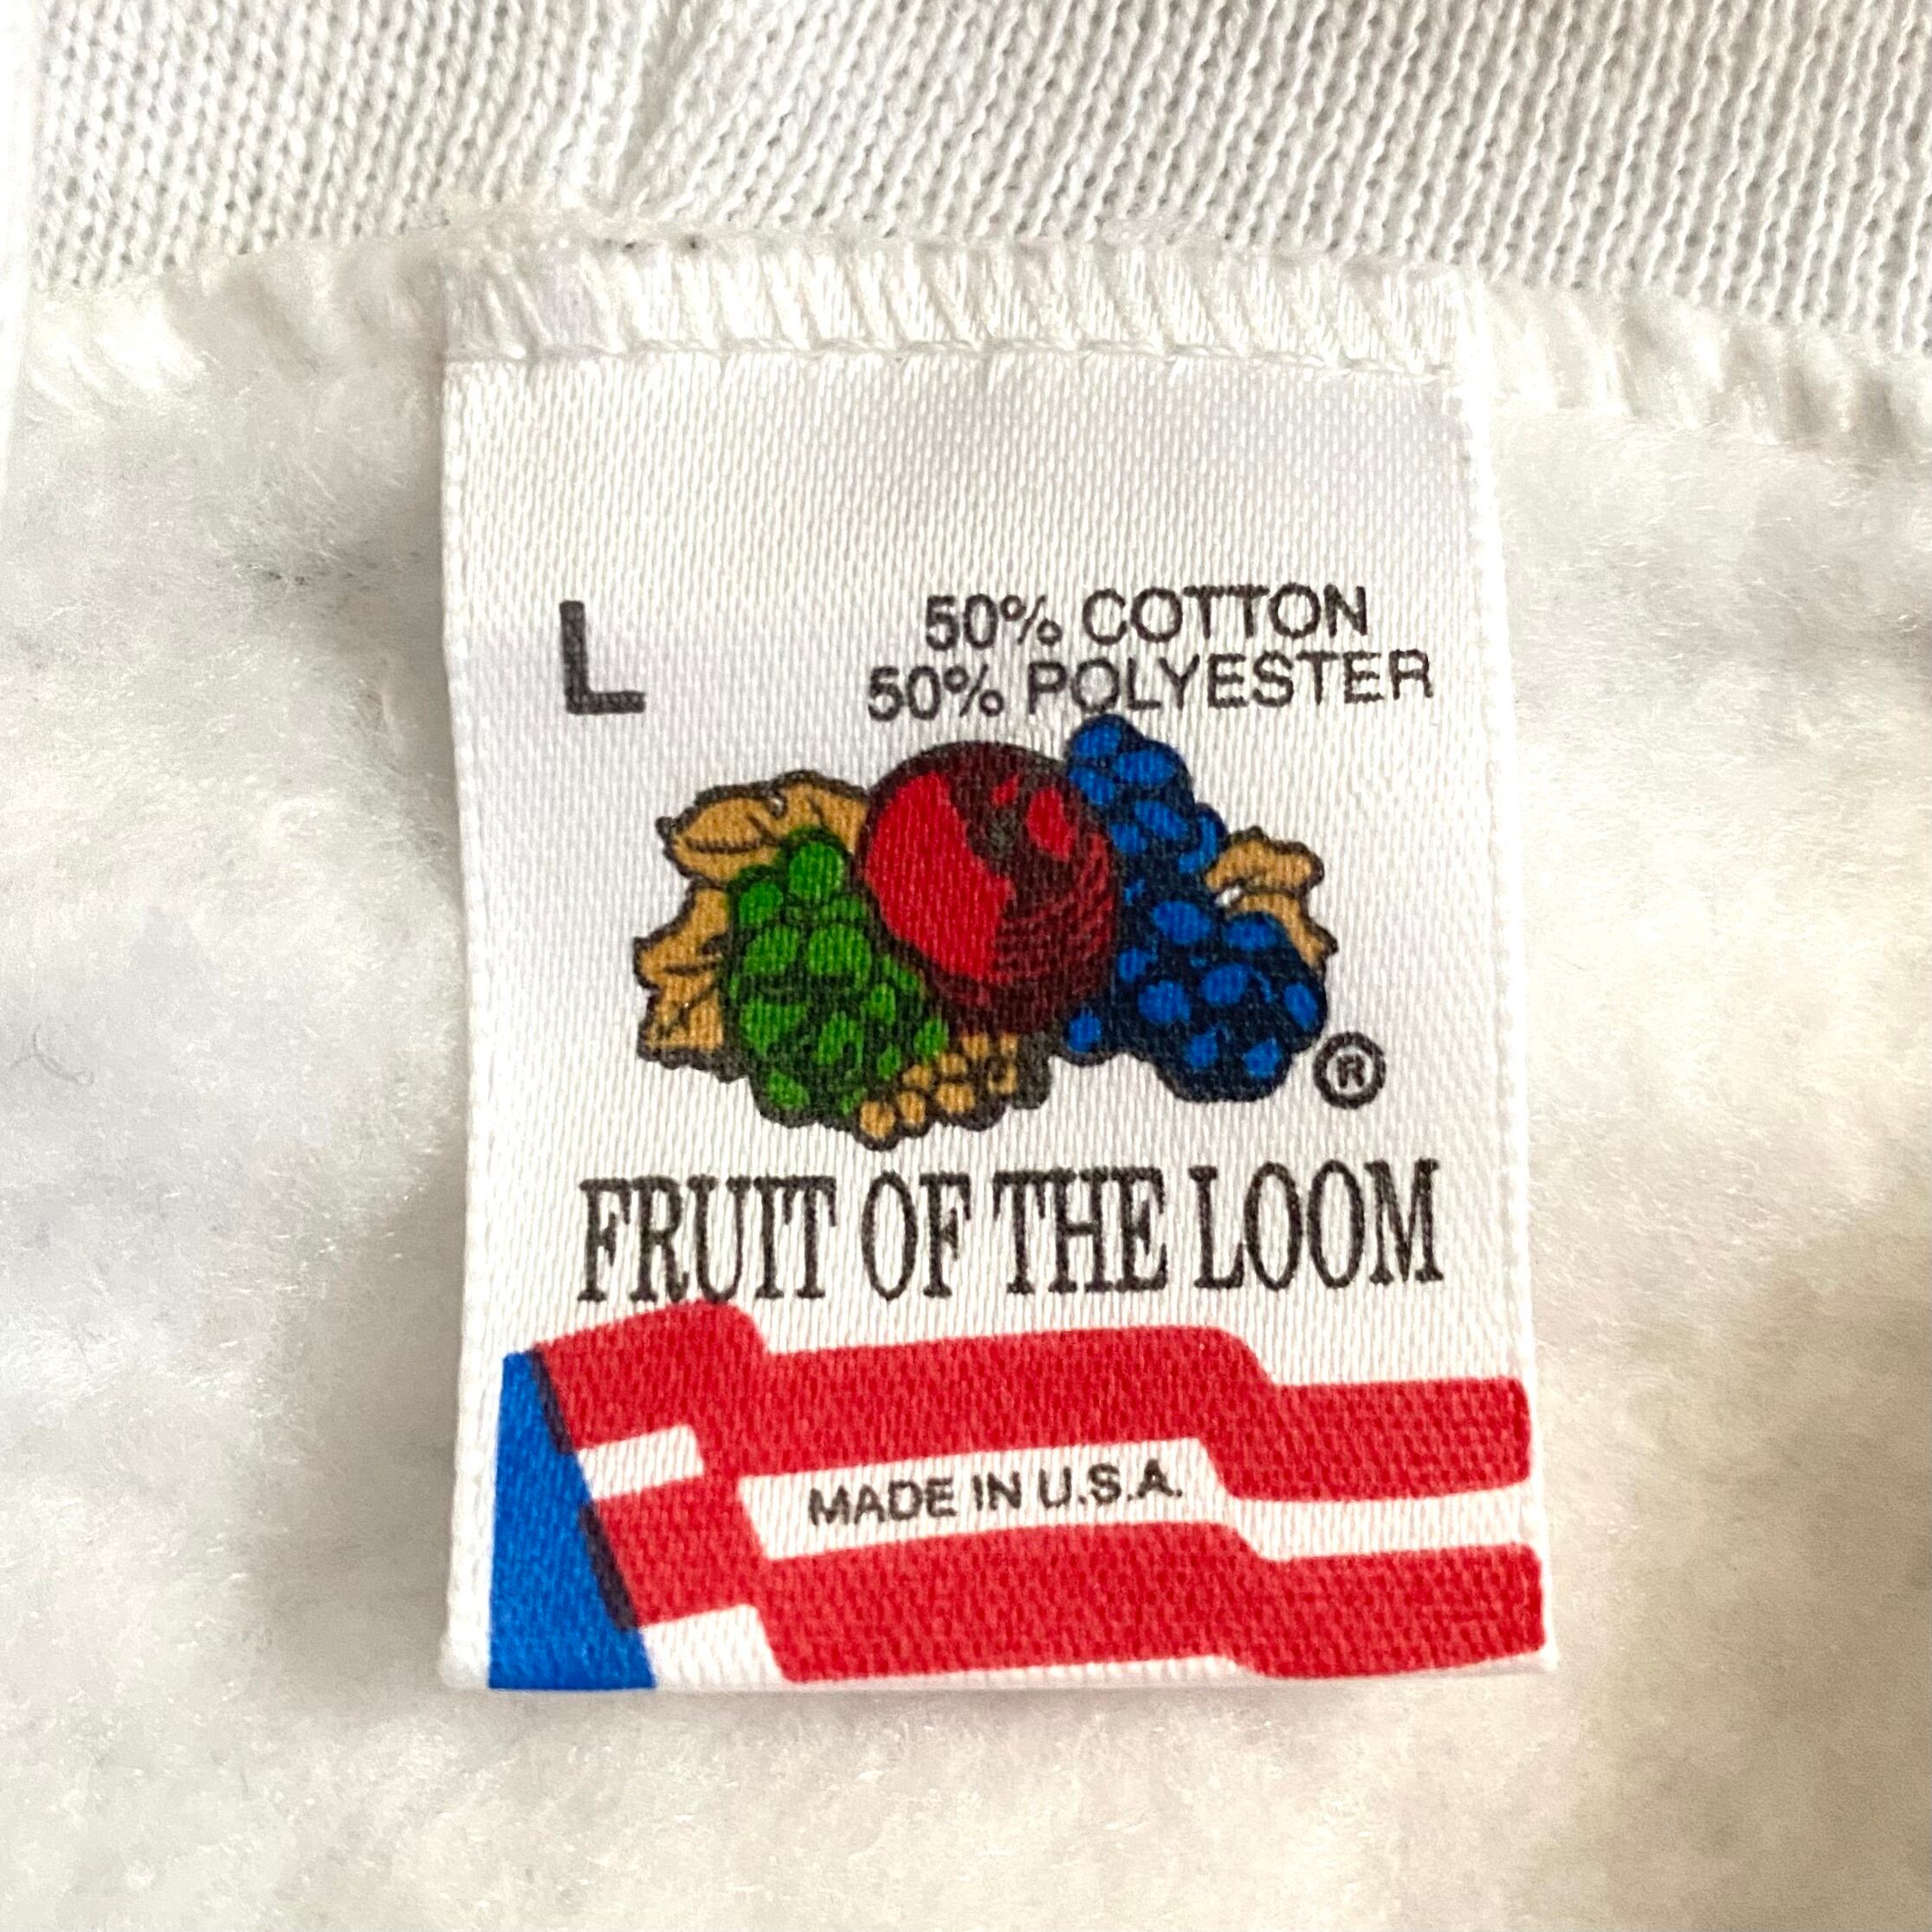 L
50% COTTON
50% POLYESTER
®
FRUIT OF THE LOOM
MADE IN U.S.A.